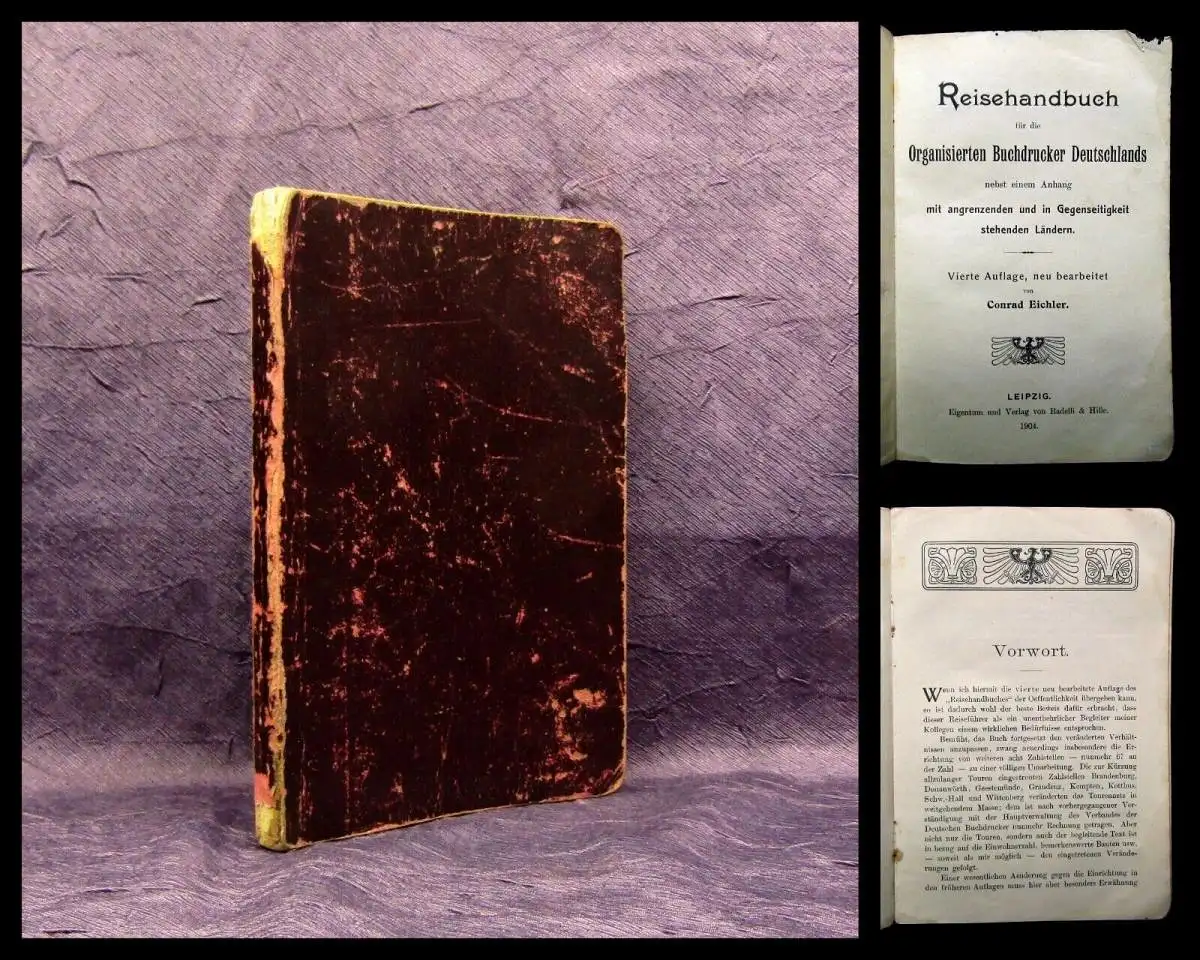 Reisehandbuch
für die
Organisierten Buchdrucker Deutschlands
nebst einem Anhang
mit angrenzenden und in Gegenseitigkeit
stehenden Ländern.
Vierte Auflage, neu bearbeitet
von
Conrad Eichler.
LEIPZIG.
Eigentum und Verlag von Radelli & Hille.
1904.
Vorwort.
Wenn ich hiermit die vierte neu bearbeitete Auflage des
„Reisehandbuches" der Oeffentlichkeit übergeben kann,
so ist dadurch wohl der beste Beweis dafür erbracht, dass
dieser Reiseführer als ein unentbehrlicher Begleiter meiner
Kollegen einem wirklichen Bedürfnisse entsprochen.
Bemüht, das Buch fortgesetzt den veränderten Verhält-
nissen anzupassen, zwang neuerdings insbesondere die Er-
richtung von weiteren acht Zahlstellen — nunmehr 67 an
der Zahl — zu einer völligen Umarbeitung. Die zur Kürzung
allzulanger Touren eingetreten Zahlstellen Brandenburg,
Donauwörth, Geestemünde, Graudenz, Kempten, Kottbus,
Schw.-Hall und Wittenberg veränderten das Tourennetz in
weitgehendem Masse; dem ist nach vorhergegangener Ver-
ständigung mit der Hauptverwaltung des Verbandes der
Deutschen Buchdrucker nunmehr Rechnung getragen. Aber
nicht nur die Touren, sondern auch der begleitende Text ist
in bezug auf die Einwohnerzahl, bemerkenswerte Bauten usw.
— soweit als mir möglich — den eingetretenen Verände-
rungen gefolgt.
Einer wesentlichen Aenderung gegen die Einrichtung in
den früheren Auflagen muss hier aber besonders Erwähnung